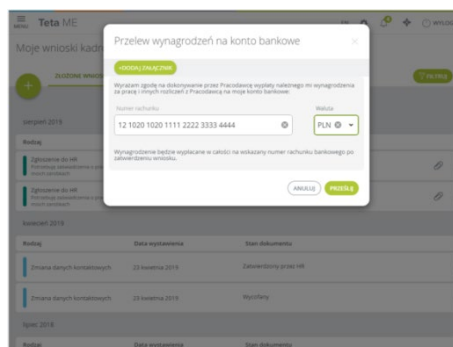 MENU
Teta ME
Moje wnioski kadr
Przelew wynagrodzeń na konto bankowe
+DODAJ ZAŁĄCZNIK
Wyrażam zgodę na dokonywanie przez Pracodawcę wypłaty należnego mi wynagrodzenia
za pracę i innych rozliczeń z Pracodawcą na moje konto bankowe:
Numer rachunku
Waluta
12 1020 1020 1111 2222 3333 4444
PLN
Wynagrodzenie będzie wypłacane w całości na wskazany numer rachunku bankowego po
zatwierdzeniu wniosku.
ANULUJ
PRZEŚLIJ
FILTRUJ
ZŁOŻONE WNIOS
sierpień 2019
Rodzaj
Zgłoszenie do HR
Zgłoszenie do HR
kwiecień 2019
Rodzaj
Data wystawienia
Stan dokumentu
Zmiana danych kontaktowych
23 kwietnia 2019
Zatwierdzony przez HR
Zmiana danych kontaktowych
23 kwietnia 2019
Wycofany
lipiec 2018
Rodzaj
Data wystawienia
Stan dokumentu